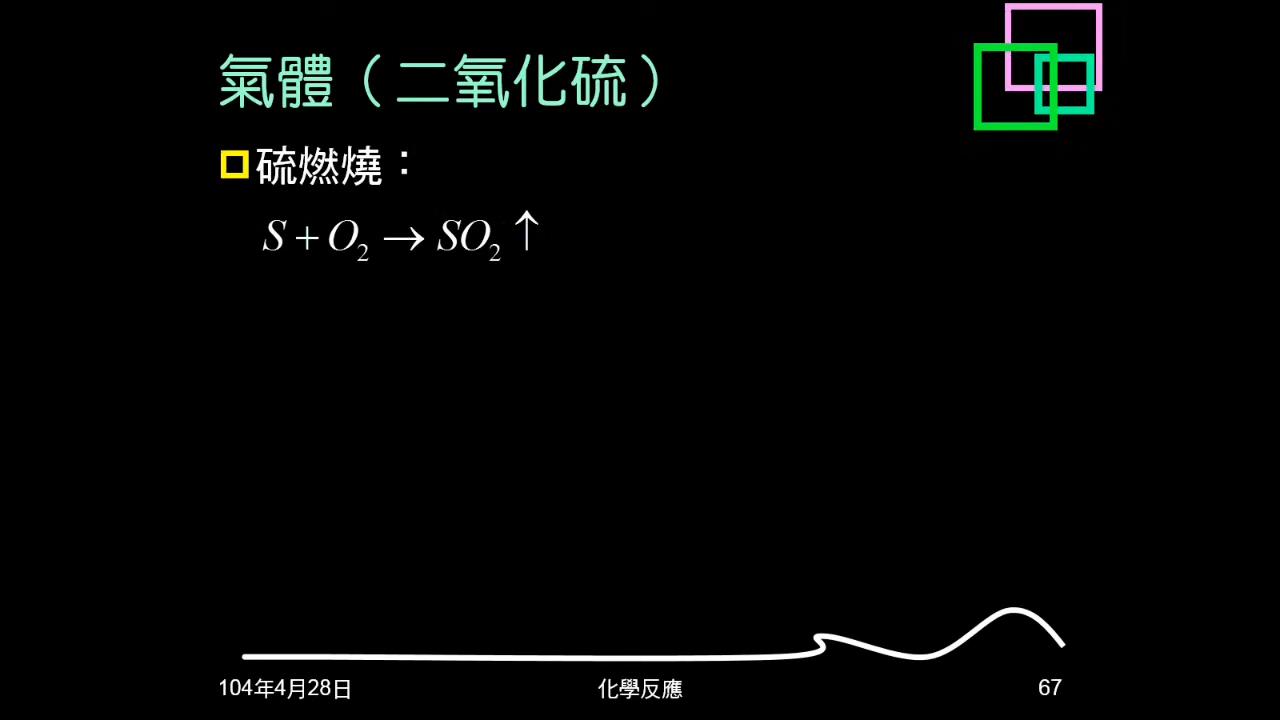 氣體（二氧化硫）
硫燃燒：
S + O₂ → SO₂ ↑
104年4月28日
化學反應
67